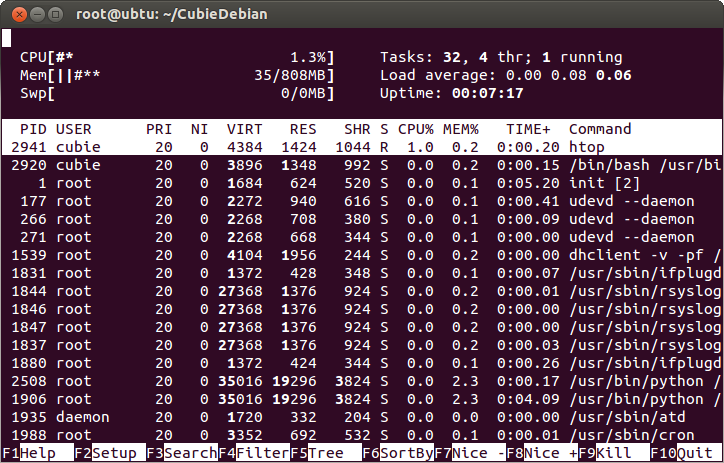 root@ubtu: ~/CubieDebian
CPU[#* 1.3%] Tasks: 32, 4 thr; 1 running
Mem[||#** 35/808MB] Load average: 0.00 0.08 0.06
Swp[ 0/0MB] Uptime: 00:07:17
PID USER PRI NI VIRT RES SHR S CPU% MEM% TIME+ Command
2941 cubie 20 0 4384 1424 1044 R 1.0 0.2 0:00.20 htop
2920 cubie 20 0 3896 1348 992 S 0.0 0.2 0:00.15 /bin/bash /usr/bi
1 root 20 0 1684 624 520 S 0.0 0.1 0:05.20 init [2]
177 root 20 0 2272 940 616 S 0.0 0.1 0:00.41 udevd --daemon
266 root 20 0 2268 708 380 S 0.0 0.1 0:00.09 udevd --daemon
271 root 20 0 2268 668 344 S 0.0 0.1 0:00.00 udevd --daemon
1539 root 20 0 4104 1956 244 S 0.0 0.2 0:00.00 dhclient -v -pf /
1831 root 20 0 1372 428 348 S 0.0 0.1 0:00.07 /usr/sbin/ifplugd
1844 root 20 0 27368 1376 924 S 0.0 0.2 0:00.01 /usr/sbin/rsyslog
1846 root 20 0 27368 1376 924 S 0.0 0.2 0:00.00 /usr/sbin/rsyslog
1847 root 20 0 27368 1376 924 S 0.0 0.2 0:00.00 /usr/sbin/rsyslog
1837 root 20 0 27368 1376 924 S 0.0 0.2 0:00.03 /usr/sbin/rsyslog
1880 root 20 0 1372 424 344 S 0.0 0.1 0:00.26 /usr/sbin/ifplugd
2508 root 20 0 35016 19296 3824 S 0.0 2.3 0:00.17 /usr/bin/python /
1906 root 20 0 35016 19296 3824 S 0.0 2.3 0:04.09 /usr/bin/python /
1935 daemon 20 0 1720 332 204 S 0.0 0.0 0:00.00 /usr/sbin/atd
1988 root 20 0 3352 692 532 S 0.0 0.1 0:00.01 /usr/sbin/cron
F1Help F2Setup F3SearchF4FilterF5Tree F6SortByF7Nice -F8Nice +F9Kill F10Quit